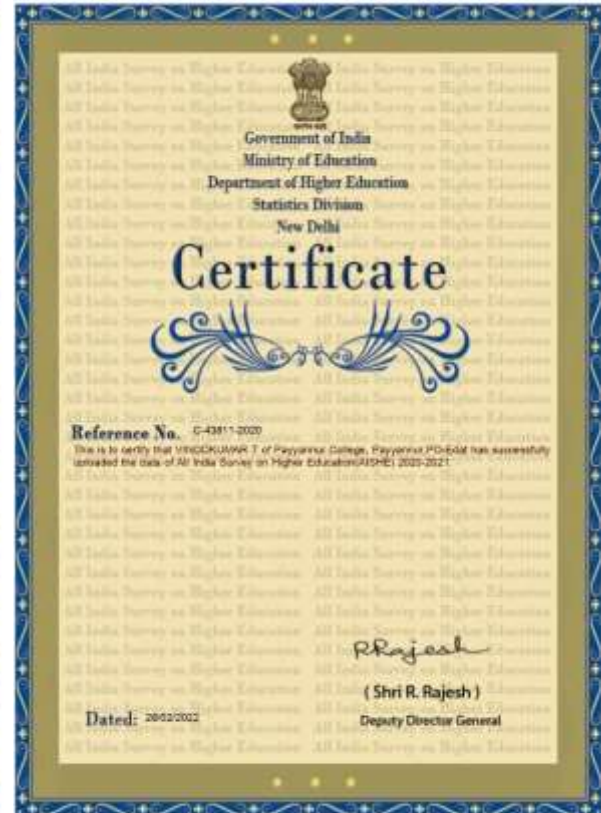 Government of India
Ministry of Education
Department of Higher Education
Statistics Division
New Delhi
Certificate
Reference No. C-43811-2020
This is to certify that VINODKUMAR T of Payyannur College, Payyannur,PO-Edat has successfully
uploaded the data of All India Survey on Higher Education(AISHE) 2020-2021
RRajesh
( Shri R. Rajesh )
Dated: 28/02/2022
Deputy Director General